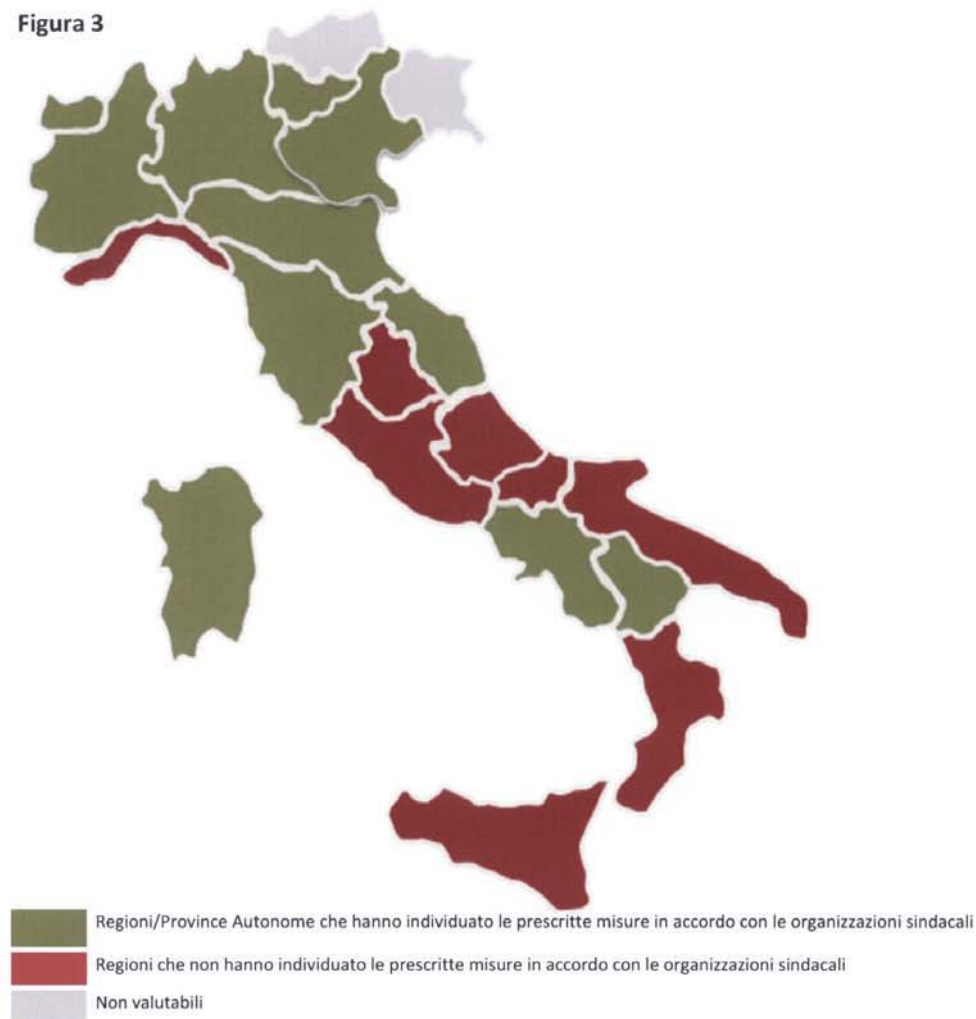 Figura 3
Regioni/Province Autonome che hanno individuato le prescritte misure in accordo con le organizzazioni sindacali
Regioni che non hanno individuato le prescritte misure in accordo con le organizzazioni sindacali
Non valutabili